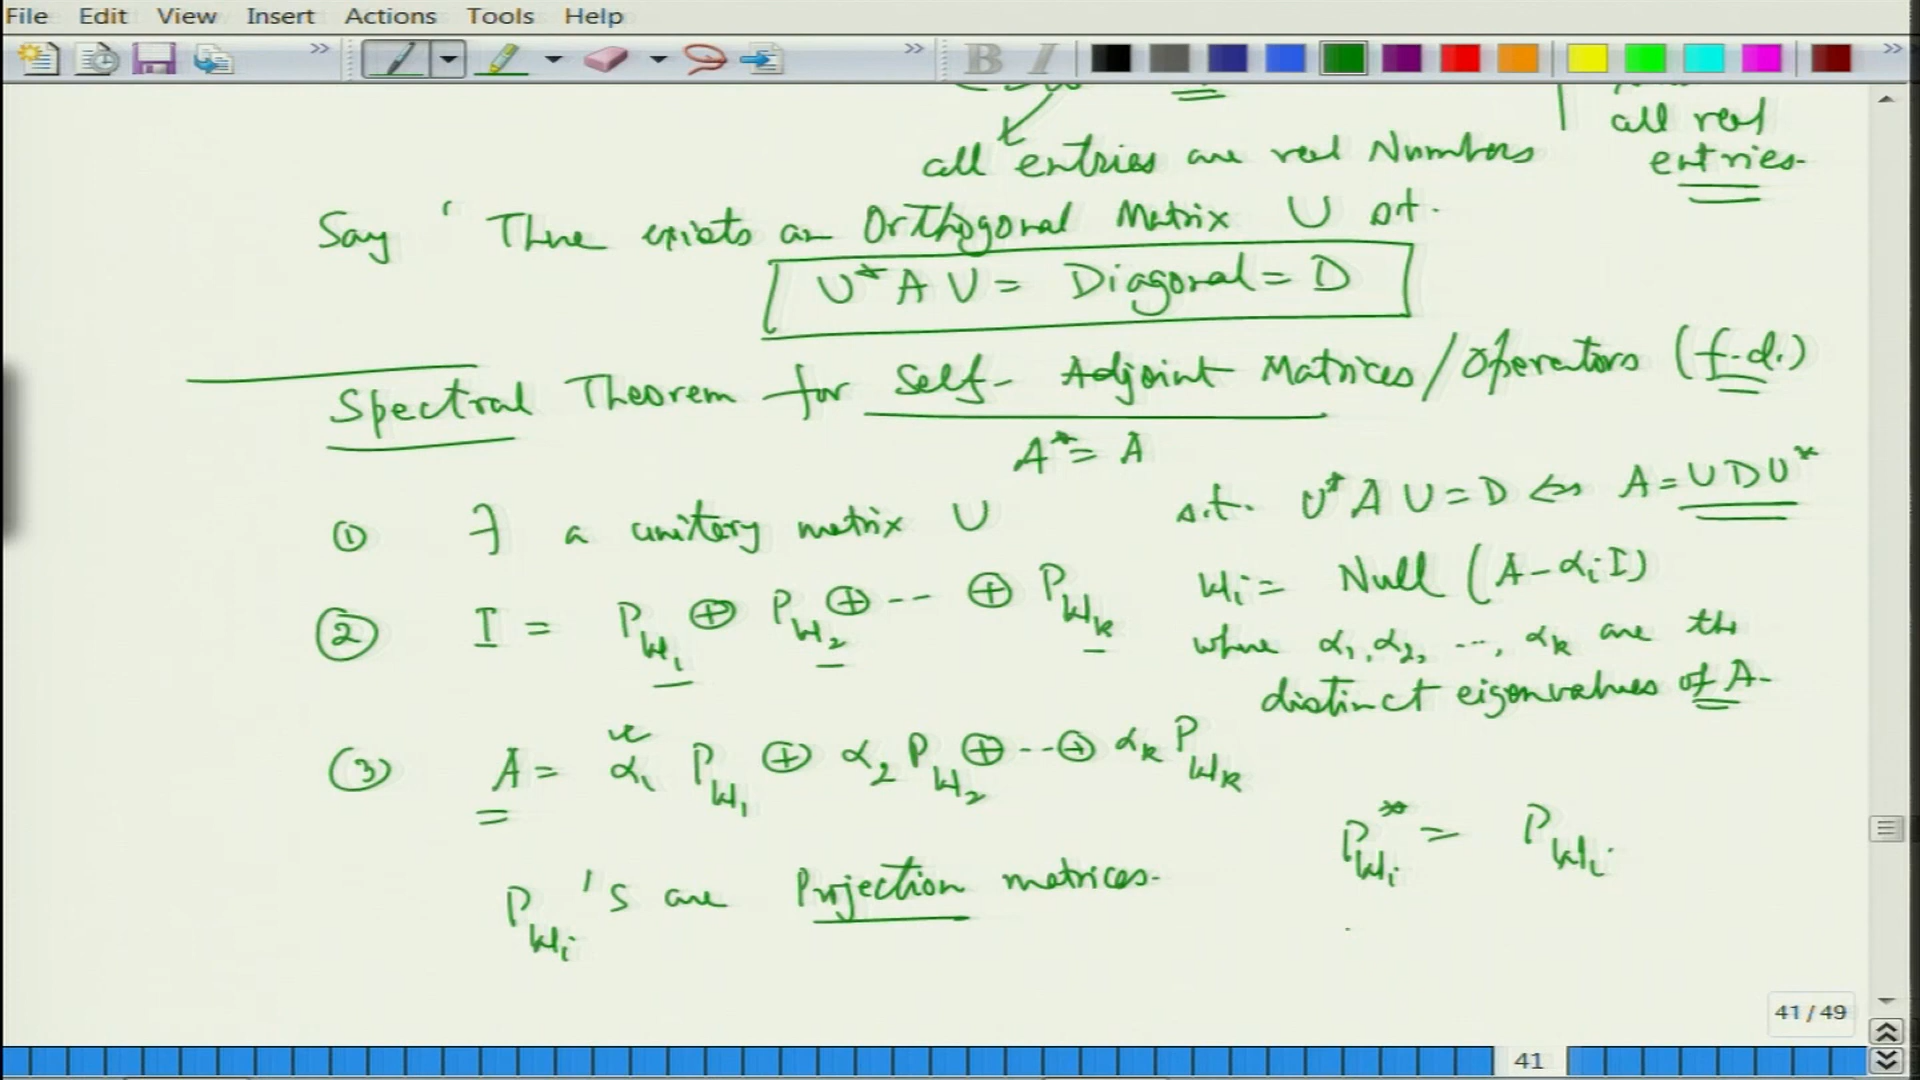 File Edit View Insert Actions Tools Help
B I
all real
all entries are real Numbers
entries.
Say ' There exists an Orthogonal Matrix U s.t.
U* A U = Diagonal = D
Spectral Theorem for Self-Adjoint Matrices/Operators (f.d.)
A* = A
① ∃ a unitary matrix U s.t. U* A U = D ⇔ A = U D U*
② I = P_{W_1} ⊕ P_{W_2} ⊕ -- ⊕ P_{W_k} W_i = Null (A - α_i I)
where α_1, α_2, ..., α_k are the
distinct eigenvalues of A.
③ A = α_1 P_{W_1} ⊕ α_2 P_{W_2} ⊕ -- ⊕ α_k P_{W_k}
P_{W_i}* = P_{W_i}
P_{W_i}'s are Projection matrices.
41 / 49
41